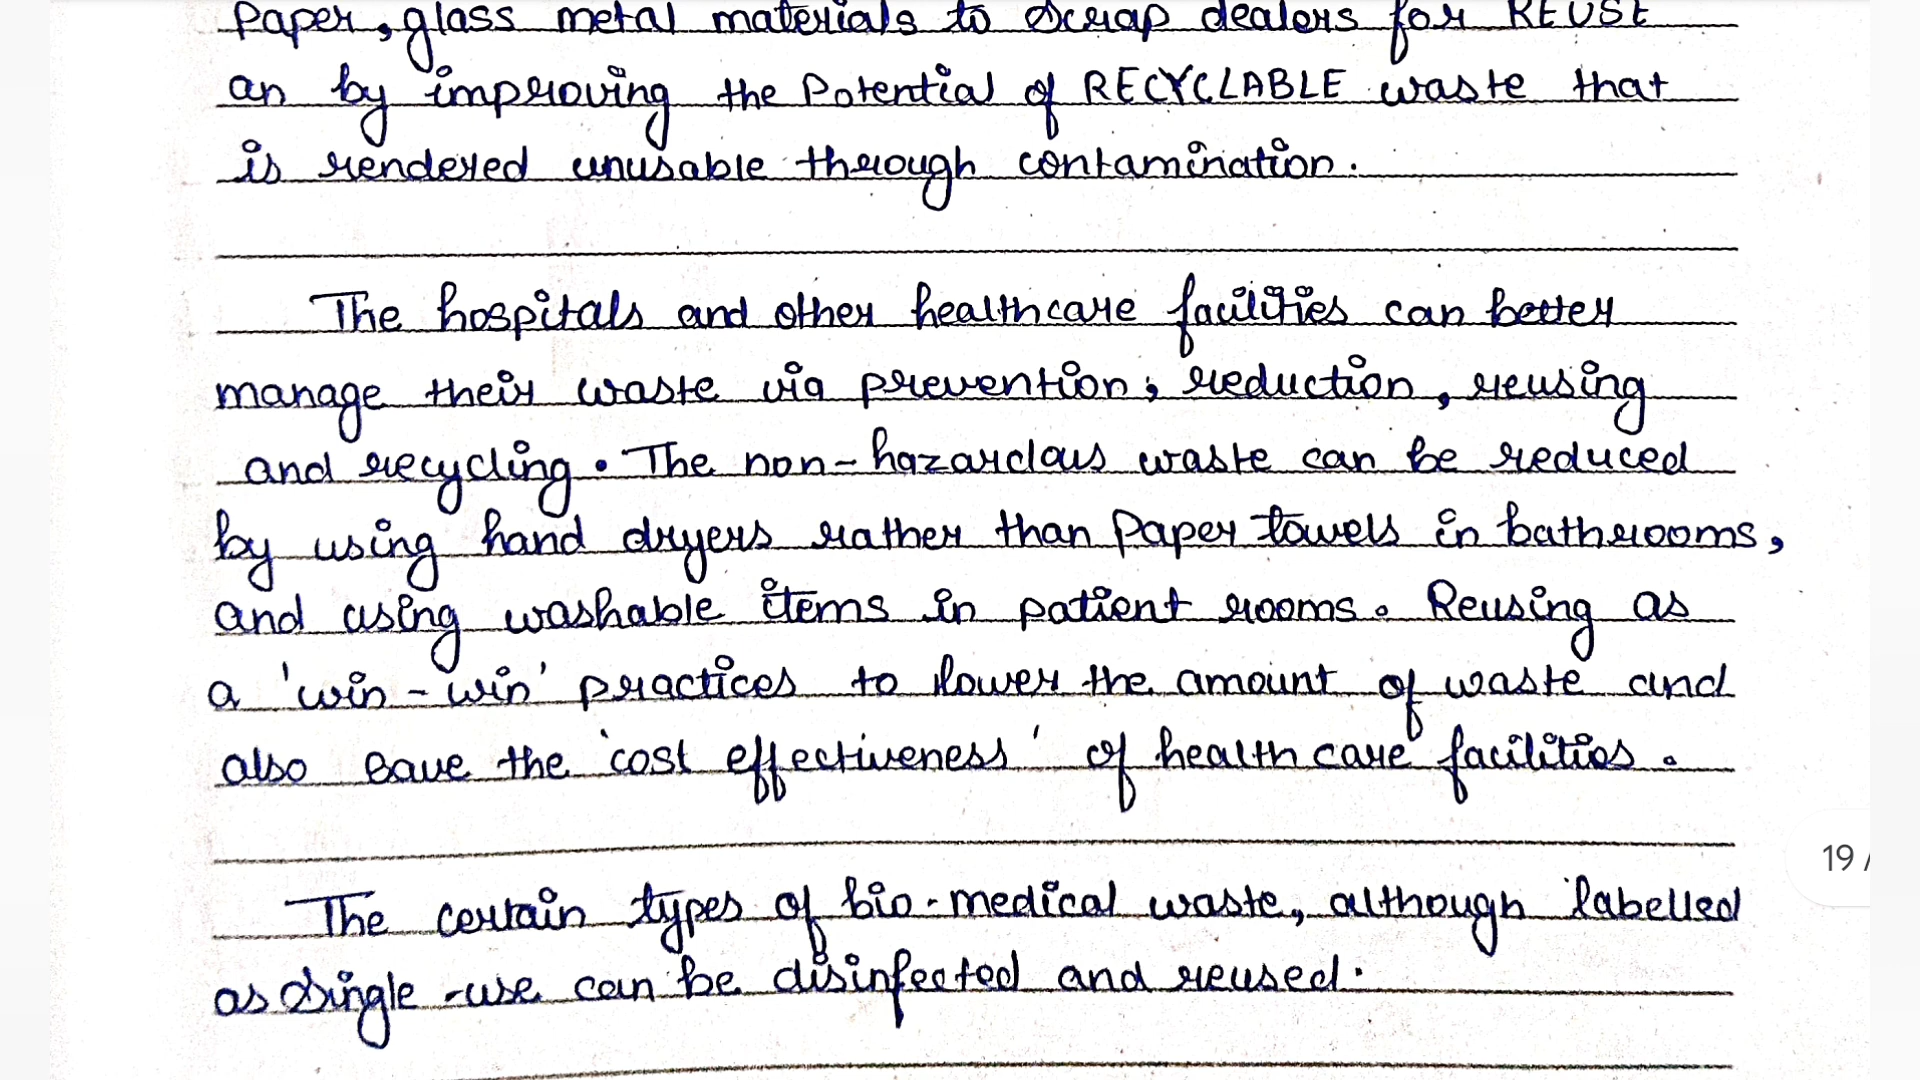 Paper, glass metal materials to scrap dealers for REUSE
an by improving the Potential of RECYCLABLE waste that
is rendered unusable through contamination.
The hospitals and other healthcare facilities can better
manage their waste via prevention, reduction, reusing
and recycling. The non-hazardous waste can be reduced
by using hand dryers rather than Paper towels in bathrooms,
and using washable items in patient rooms. Reusing as
a 'win-win' practices to lower the amount of waste and
also save the 'cost effectiveness' of health care facilities.
19 /
The certain types of bio-medical waste, although labelled
as single-use can be disinfected and reused.